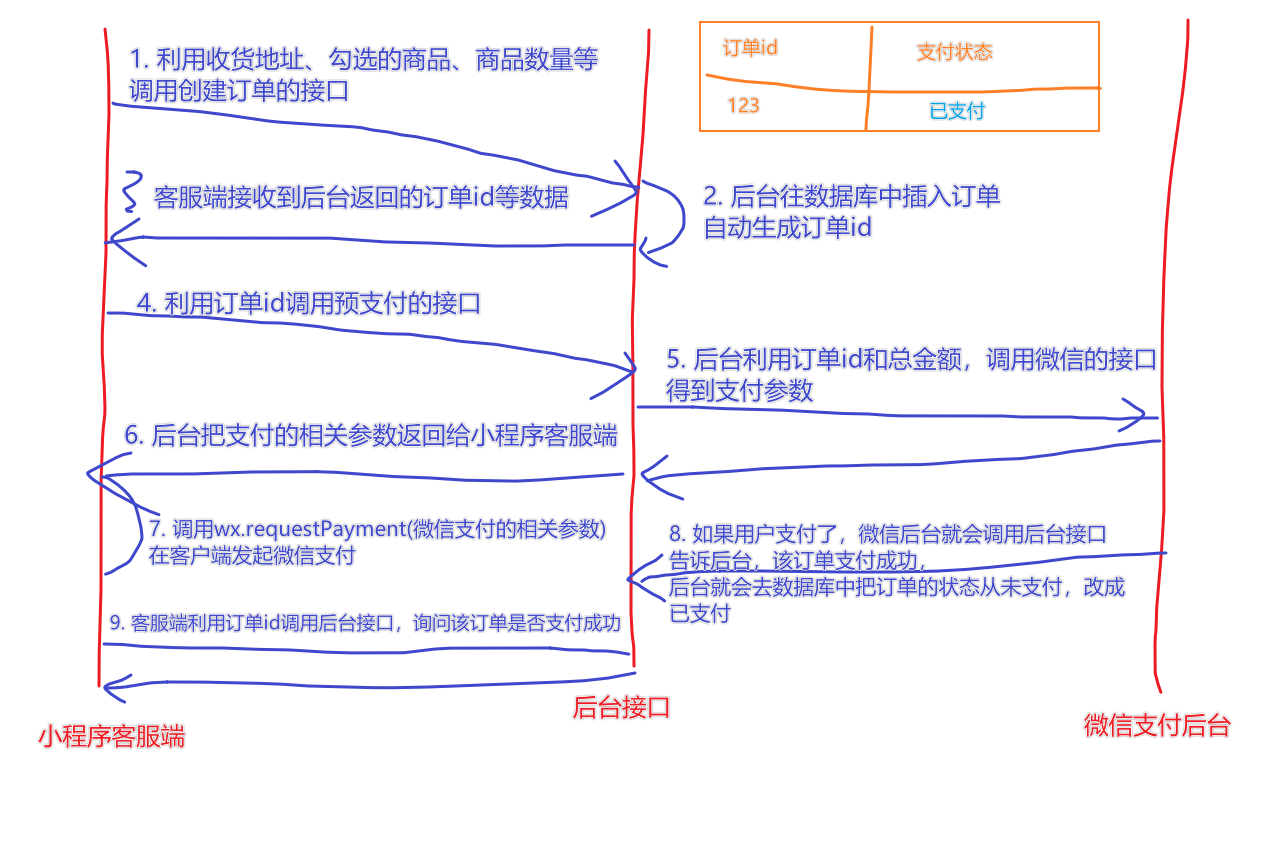 1. 利用收货地址、勾选的商品、商品数量等
调用创建订单的接口
订单id
支付状态
123
已支付
客服端接收到后台返回的订单id等数据
2. 后台往数据库中插入订单
自动生成订单id
4. 利用订单id调用预支付的接口
5. 后台利用订单id和总金额，调用微信的接口
得到支付参数
6. 后台把支付的相关参数返回给小程序客服端
7. 调用wx.requestPayment(微信支付的相关参数)
在客户端发起微信支付
8. 如果用户支付了，微信后台就会调用后台接口
告诉后台，该订单支付成功，
后台就会去数据库中把订单的状态从未支付，改成
已支付
9. 客服端利用订单id调用后台接口，询问该订单是否支付成功
小程序客服端
后台接口
微信支付后台